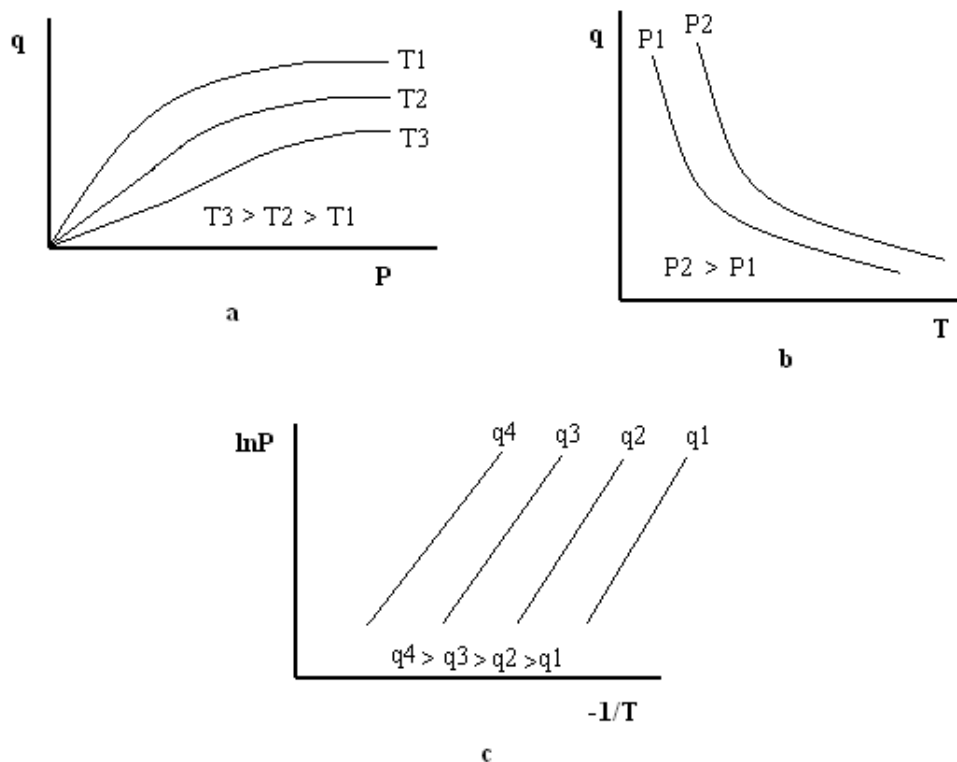 q
T1
T2
T3
T3 > T2 > T1
P
a
q
P1
P2
P2 > P1
T
b
lnP
q4 q3 q2 q1
q4 > q3 > q2 >q1
-1/T
c